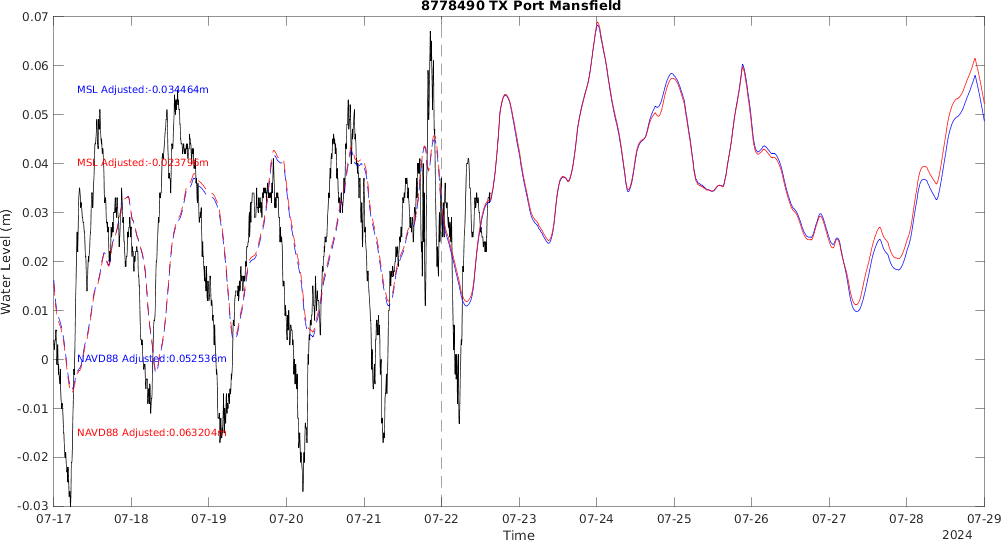 8778490 TX Port Mansfield
0.07
0.06
0.05
0.04
0.03
0.02
0.01
0
-0.01
-0.02
-0.03
Water Level (m)
MSL Adjusted:-0.034464m
MSL Adjusted:-0.023796m
NAVD88 Adjusted:0.052536m
NAVD88 Adjusted:0.063204m
07-17 07-18 07-19 07-20 07-21 07-22 07-23 07-24 07-25 07-26 07-27 07-28 07-29
Time
2024